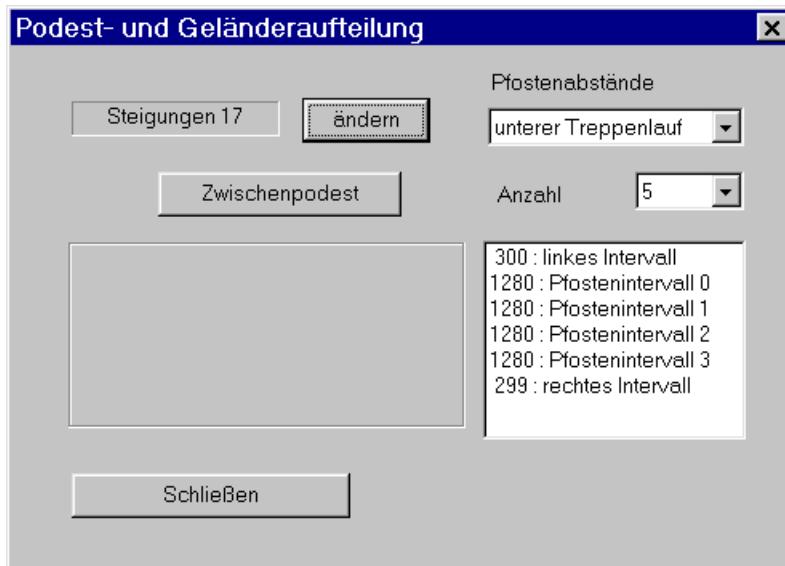 Podest- und Geländeraufteilung
Pfostenabstände
Steigungen 17
ändern
unterer Treppenlauf
Zwischenpodest
Anzahl
5
300 : linkes Intervall
1280 : Pfostenintervall 0
1280 : Pfostenintervall 1
1280 : Pfostenintervall 2
1280 : Pfostenintervall 3
299 : rechtes Intervall
Schließen